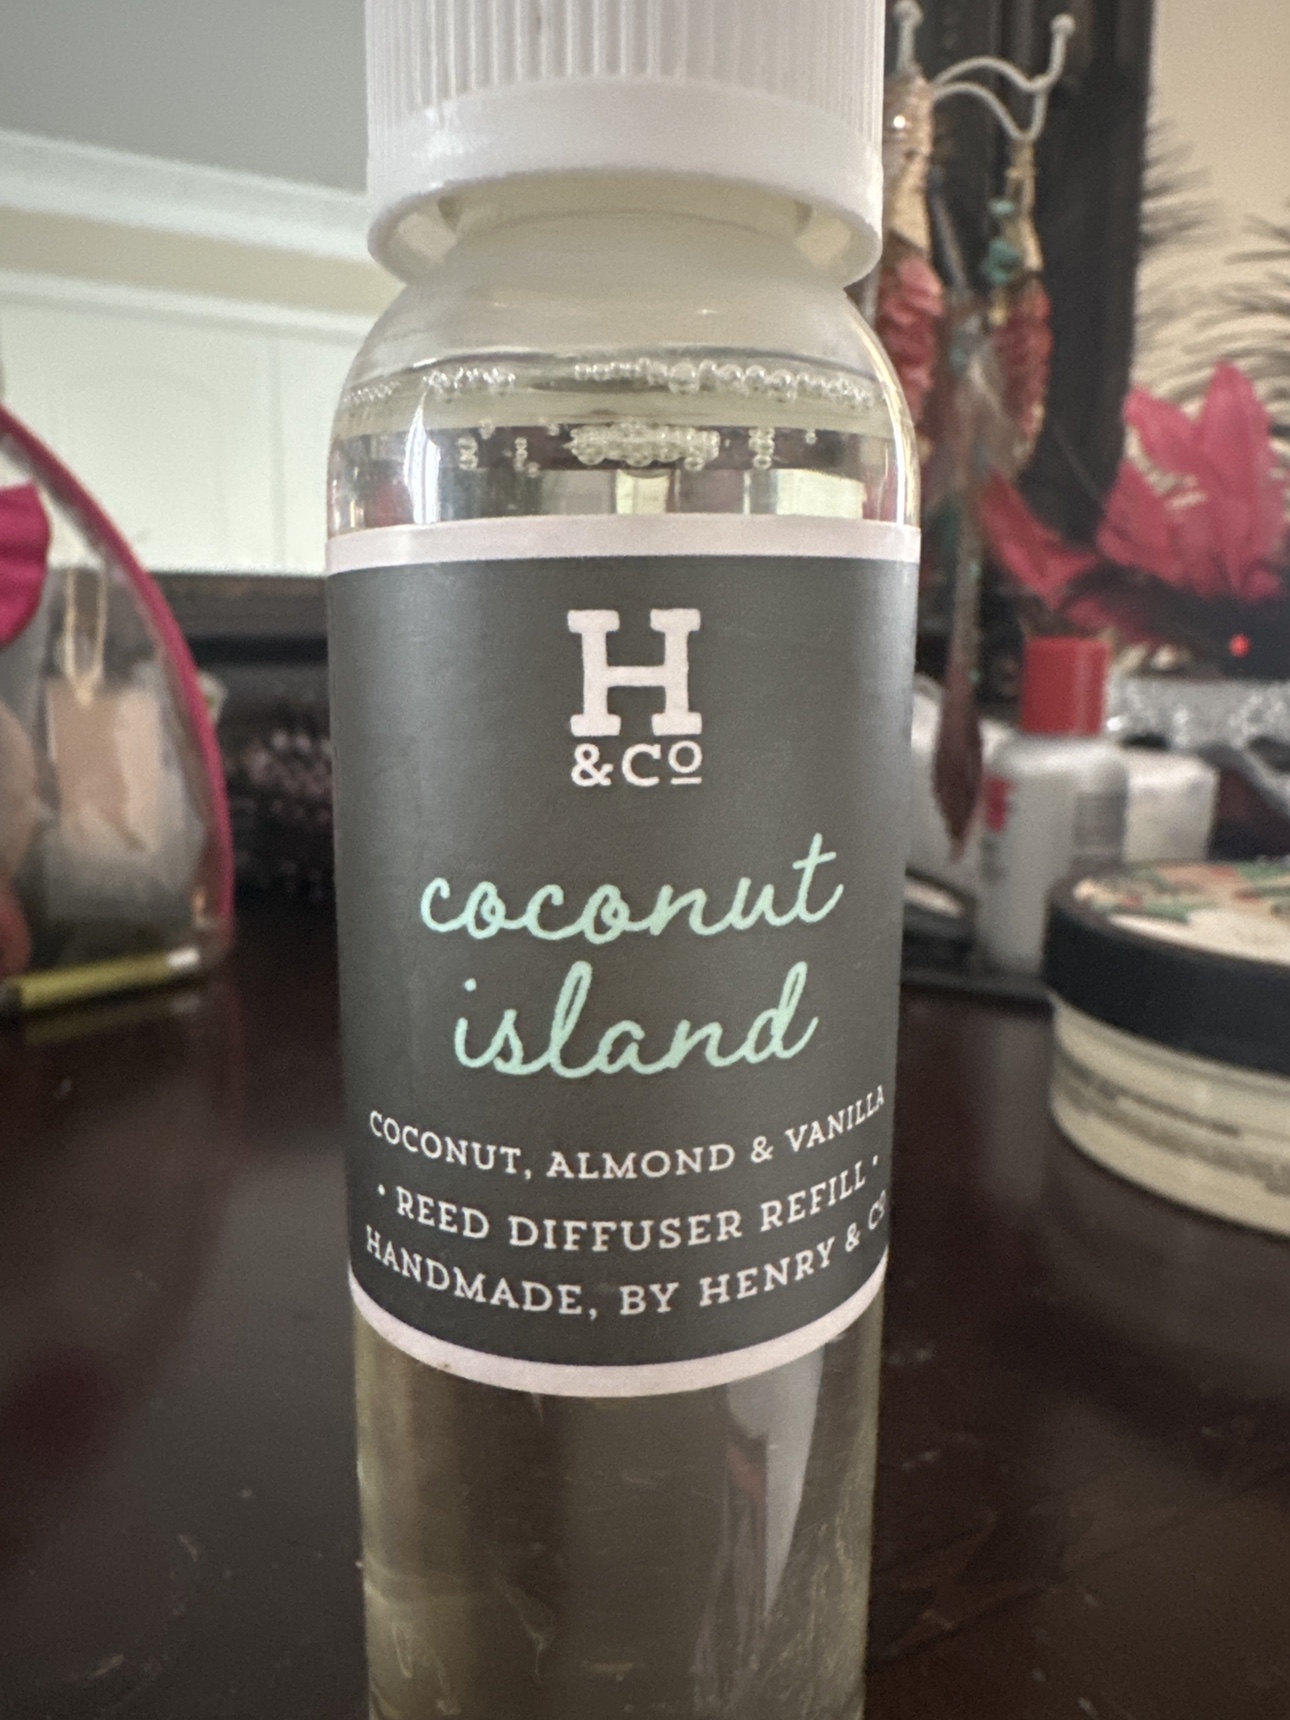 H
&Co
coconut
island
COCONUT, ALMOND & VANILLA
• REED DIFFUSER REFILL •
HANDMADE, BY HENRY & Co